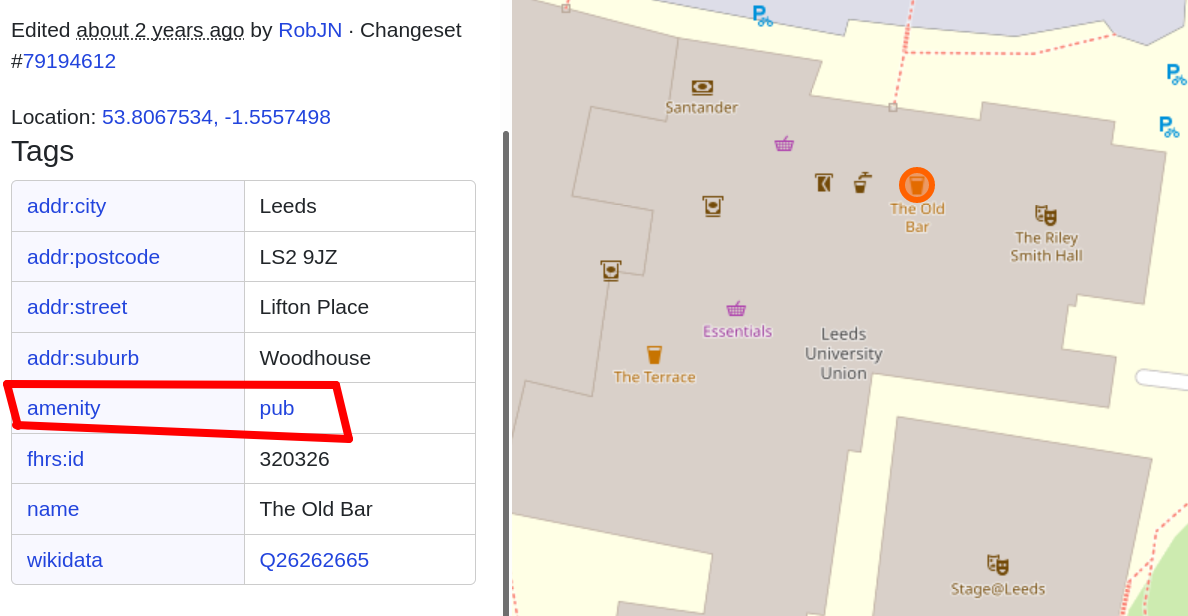 Edited about 2 years ago by RobJN · Changeset
#79194612
Location: 53.8067534, -1.5557498
Tags
addr:city Leeds
addr:postcode LS2 9JZ
addr:street Lifton Place
addr:suburb Woodhouse
amenity pub
fhrs:id 320326
name The Old Bar
wikidata Q26262665
P
P
P
Santander
The Old
Bar
The Riley
Smith Hall
Essentials
Leeds
University
Union
The Terrace
Stage@Leeds